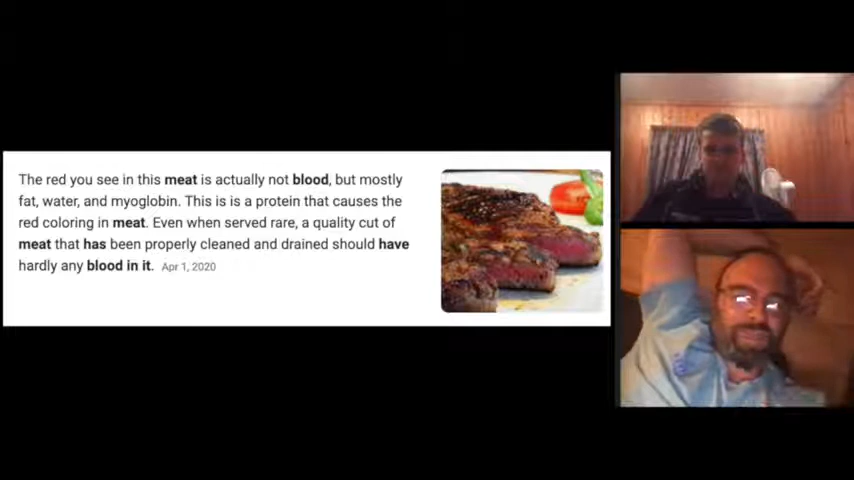 The red you see in this meat is actually not blood, but mostly
fat, water, and myoglobin. This is is a protein that causes the
red coloring in meat. Even when served rare, a quality cut of
meat that has been properly cleaned and drained should have
hardly any blood in it. Apr 1, 2020